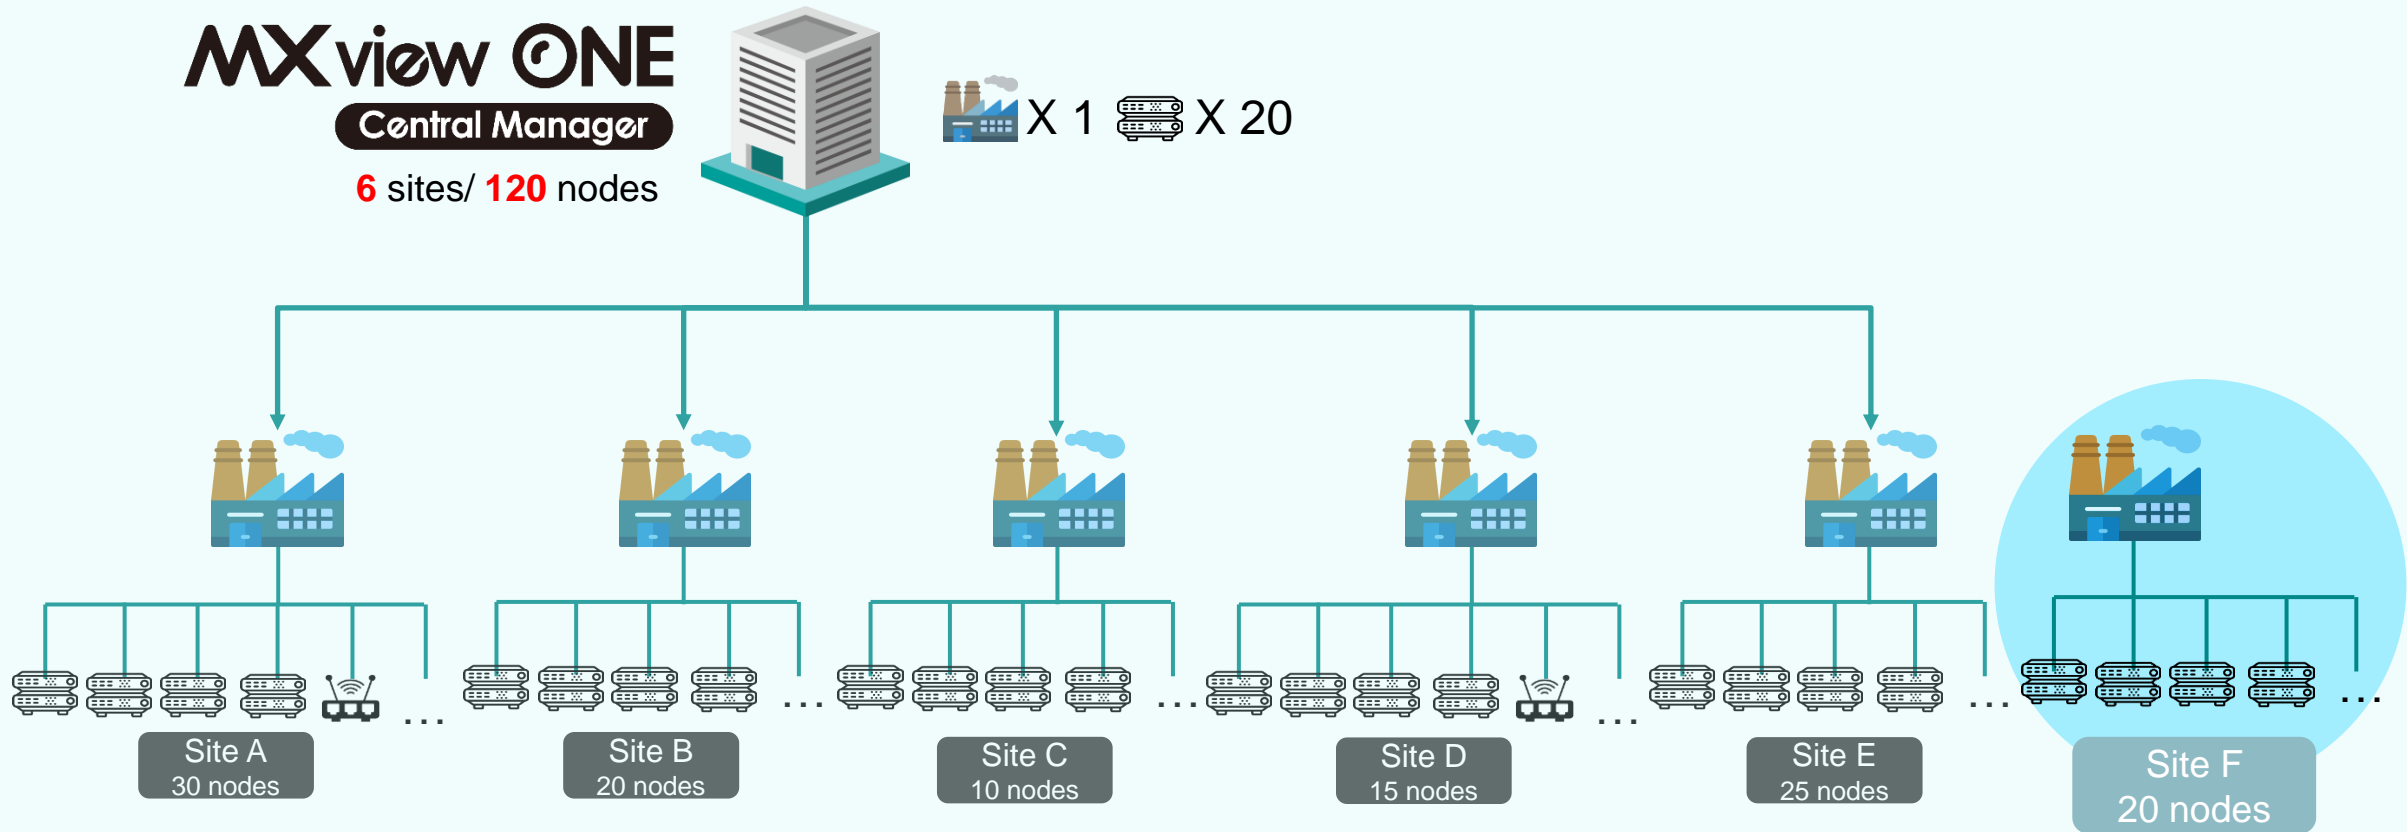 MXview ONE
Central Manager
6 sites/ 120 nodes
X 1
X 20
...
...
...
...
...
...
Site A
30 nodes
Site B
20 nodes
Site C
10 nodes
Site D
15 nodes
Site E
25 nodes
Site F
20 nodes